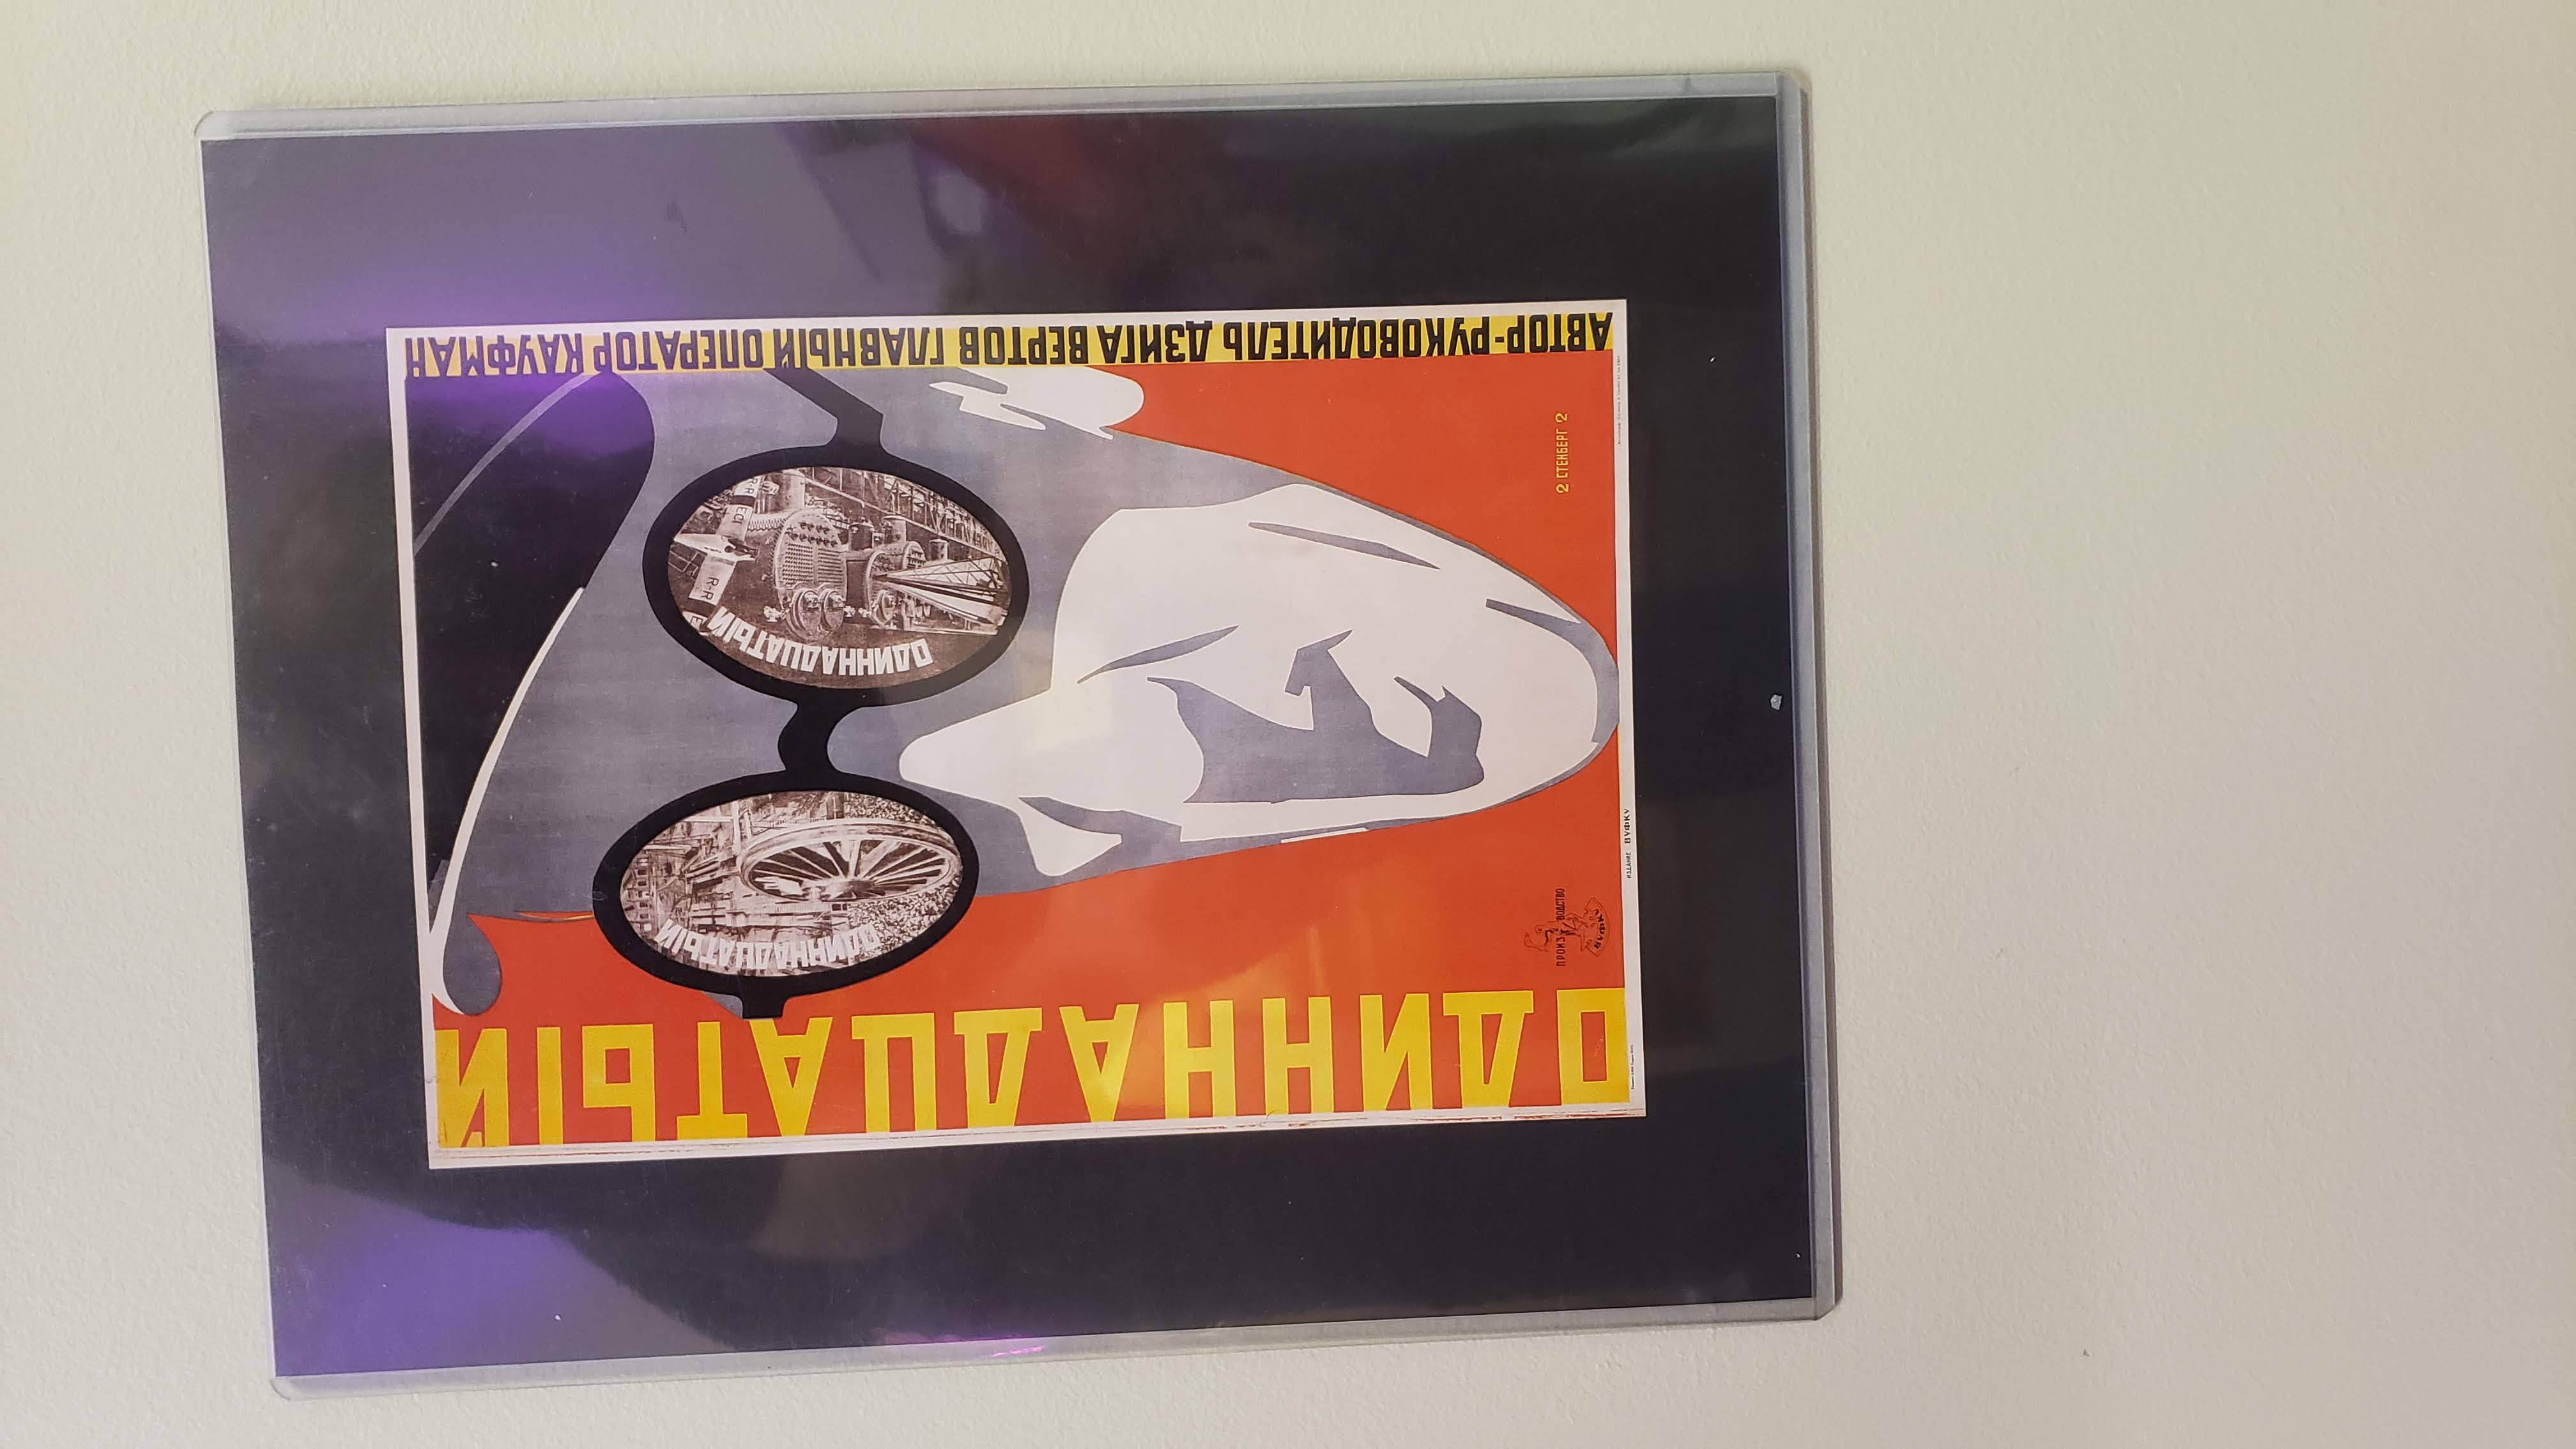 ОДИННАДЦАТЫЙ
ОДИННАДЦАТЫЙ
ОДИННАДЦАТЫЙ
R-R
R-R
АВТОР-РУКОВОДИТЕЛЬ ДЗИГА ВЕРТОВ ГЛАВНЫЙ ОПЕРАТОР КАУФМАН
ПРОИЗВОДСТВО
ВУФКУ
2 СТЕНБЕРГ 2
ИЗДАНИЕ ВУФКУ